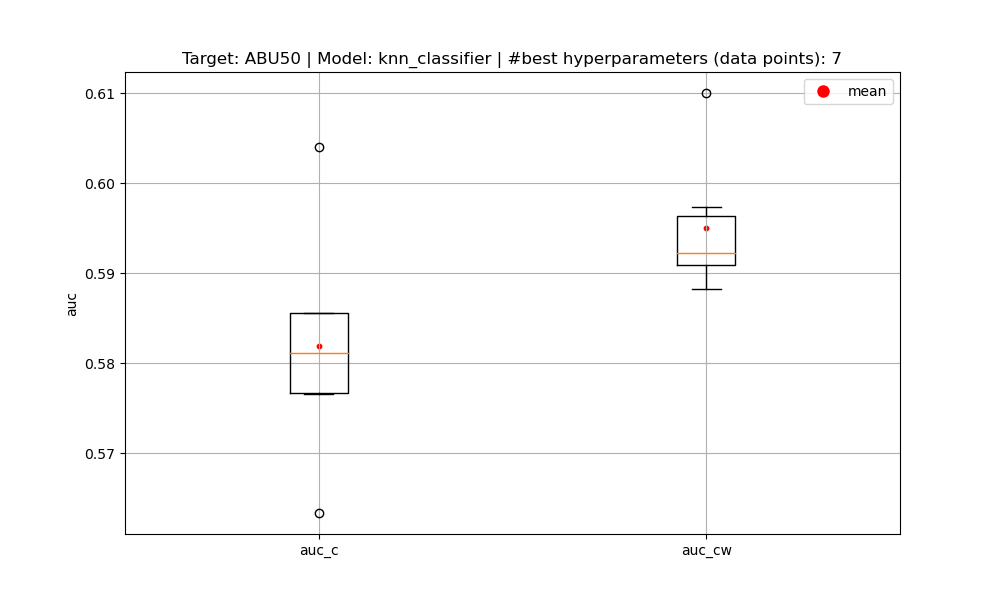 Target: ABU50 | Model: knn_classifier | #best hyperparameters (data points): 7
mean
0.61
0.60
0.59
0.58
0.57
auc
auc_c
auc_cw